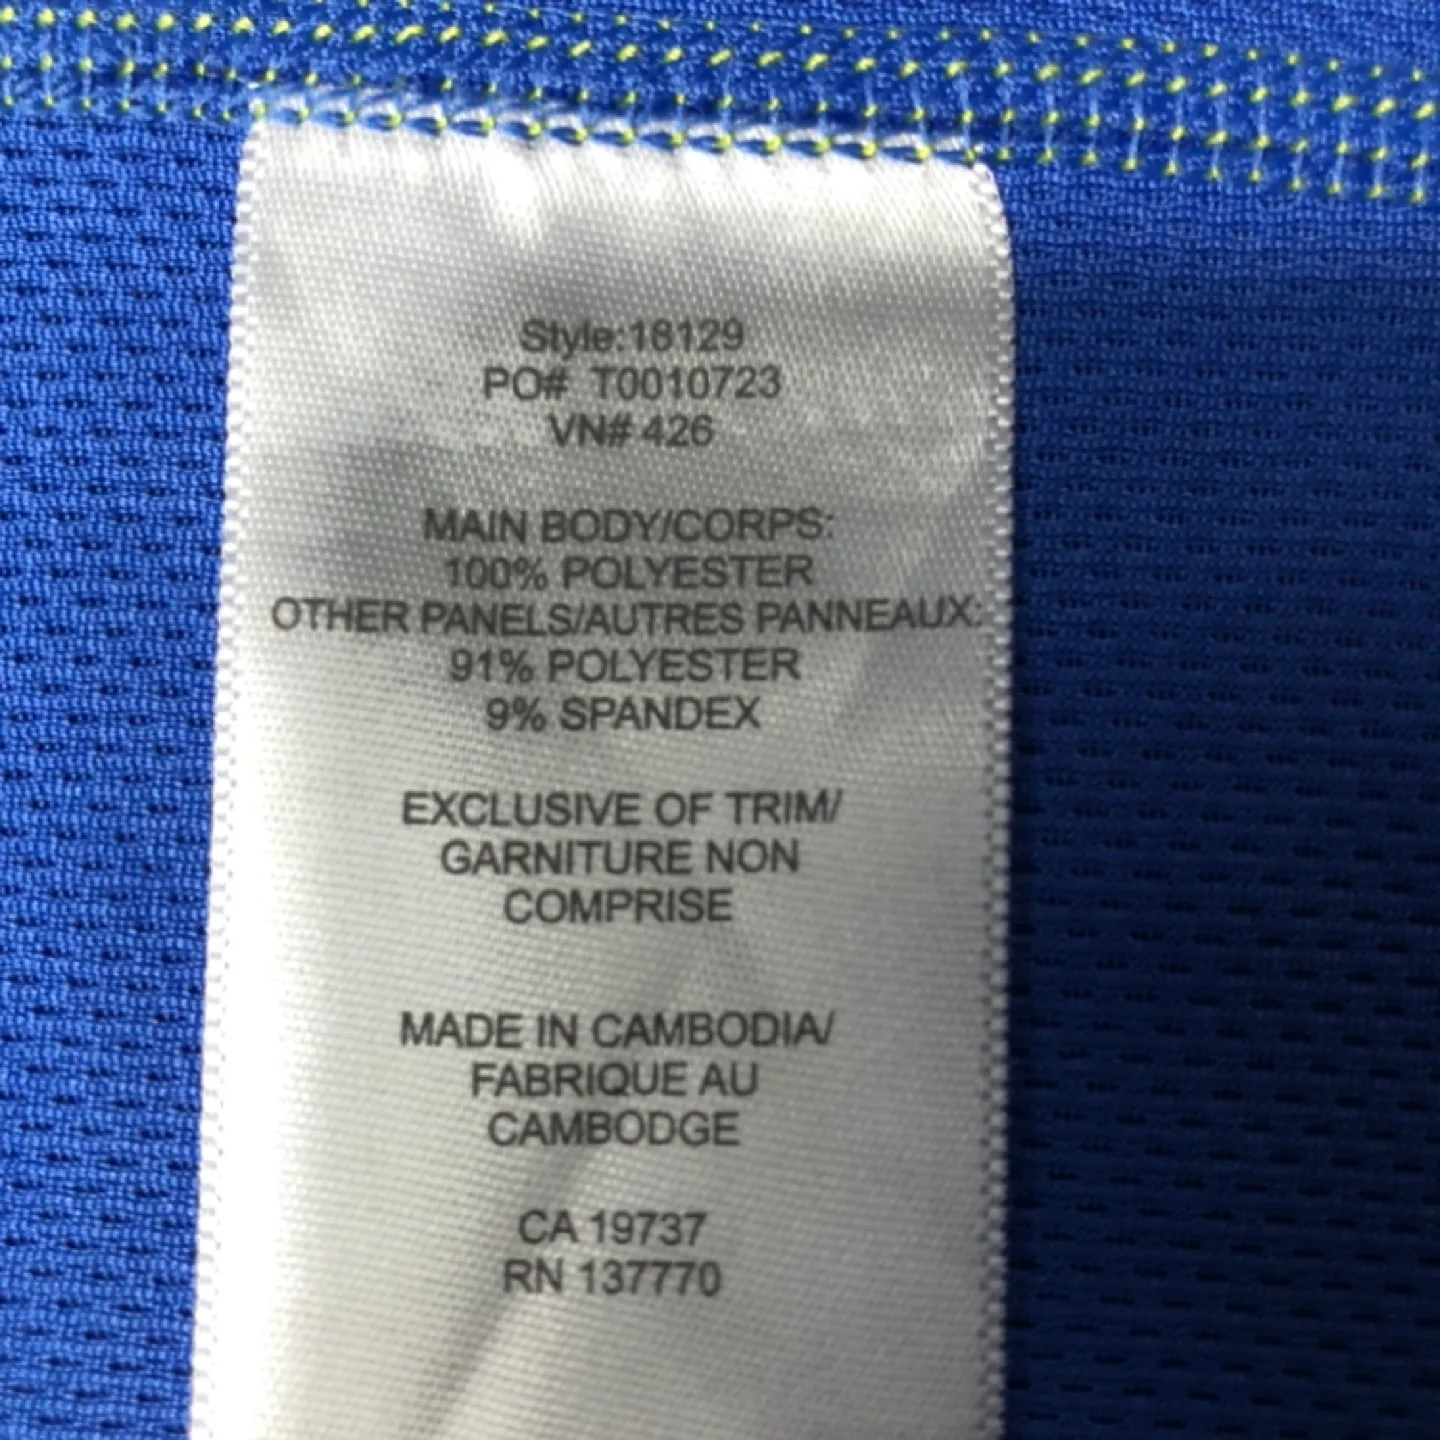 Style:18129
PO# T0010723
VN# 426
MAIN BODY/CORPS:
100% POLYESTER
OTHER PANELS/AUTRES PANNEAUX:
91% POLYESTER
9% SPANDEX
EXCLUSIVE OF TRIM/
GARNITURE NON
COMPRISE
MADE IN CAMBODIA/
FABRIQUE AU
CAMBODGE
CA 19737
RN 137770